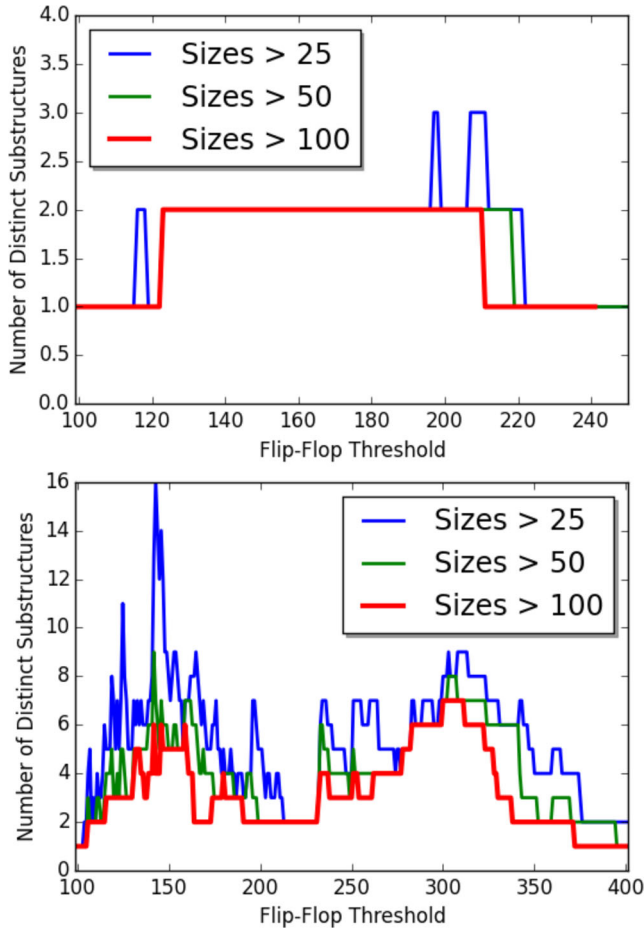 4.0
3.5
3.0
2.5
2.0
1.5
1.0
0.5
0.0
Number of Distinct Substructures
Sizes > 25
Sizes > 50
Sizes > 100
100 120 140 160 180 200 220 240
Flip-Flop Threshold
16
14
12
10
8
6
4
2
0
Number of Distinct Substructures
Sizes > 25
Sizes > 50
Sizes > 100
100 150 200 250 300 350 400
Flip-Flop Threshold